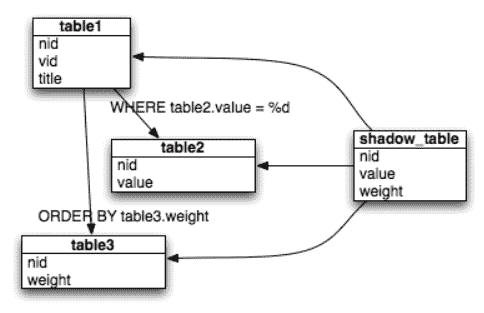 table1
nid
vid
title
WHERE table2.value = %d
table2
nid
value
shadow_table
nid
value
weight
ORDER BY table3.weight
table3
nid
weight